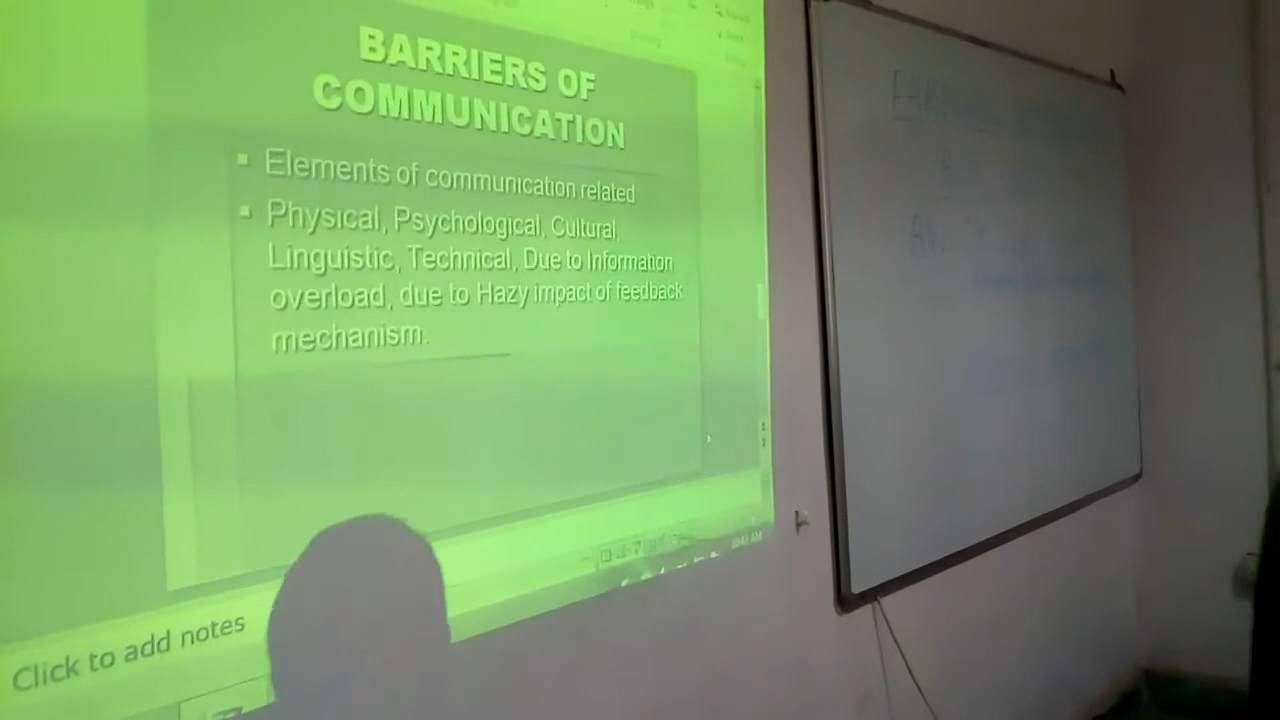 BARRIERS OF
COMMUNICATION
▪ Elements of communication related
▪ Physical, Psychological, Cultural,
Linguistic, Technical, Due to Information
overload, due to Hazy impact of feedback
mechanism.
Click to add notes